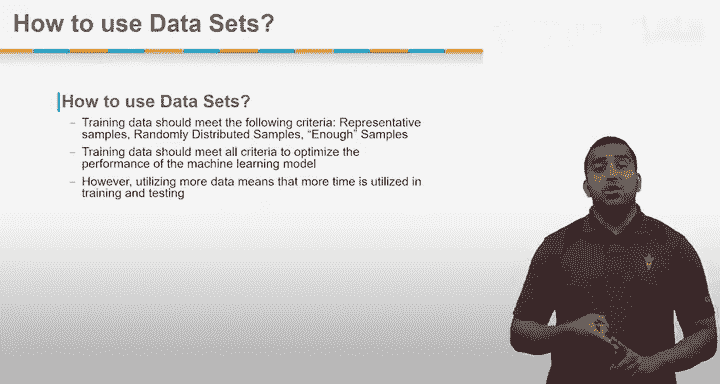 How to use Data Sets?
How to use Data Sets?
– Training data should meet the following criteria: Representative
samples, Randomly Distributed Samples, “Enough” Samples
– Training data should meet all criteria to optimize the
performance of the machine learning model
– However, utilizing more data means that more time is utilized in
training and testing